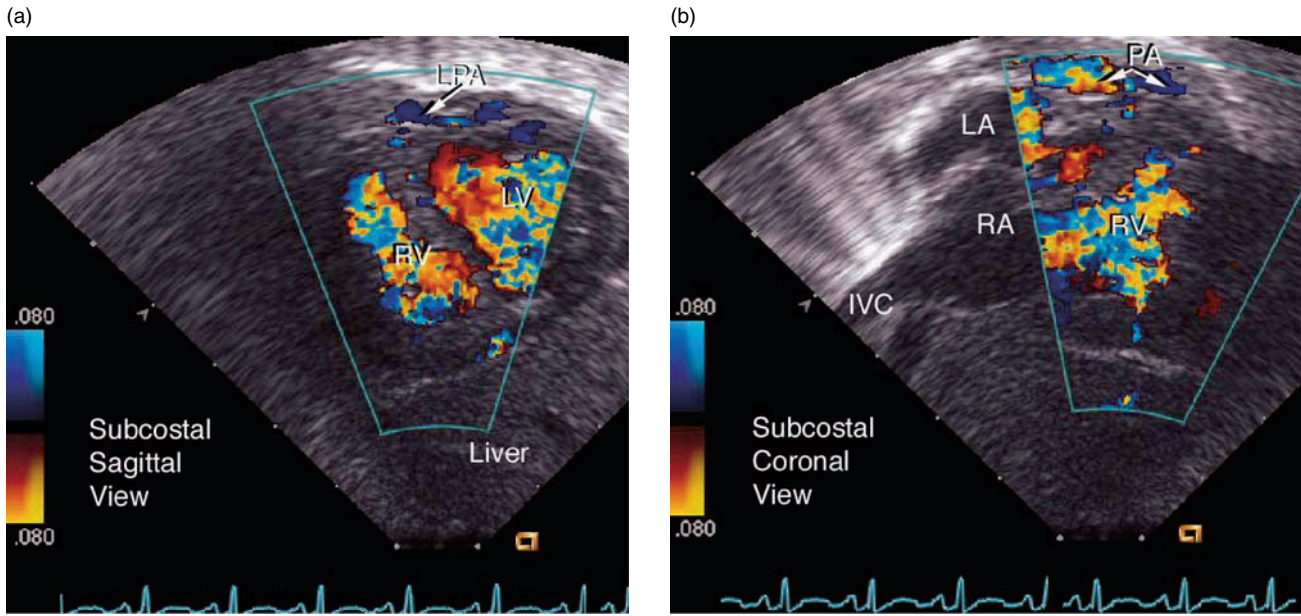 (a)
LPA
LV
RV
.080
.080
Subcostal
Sagittal
View
Liver
(b)
PA
LA
RA
RV
IVC
.080
.080
Subcostal
Coronal
View